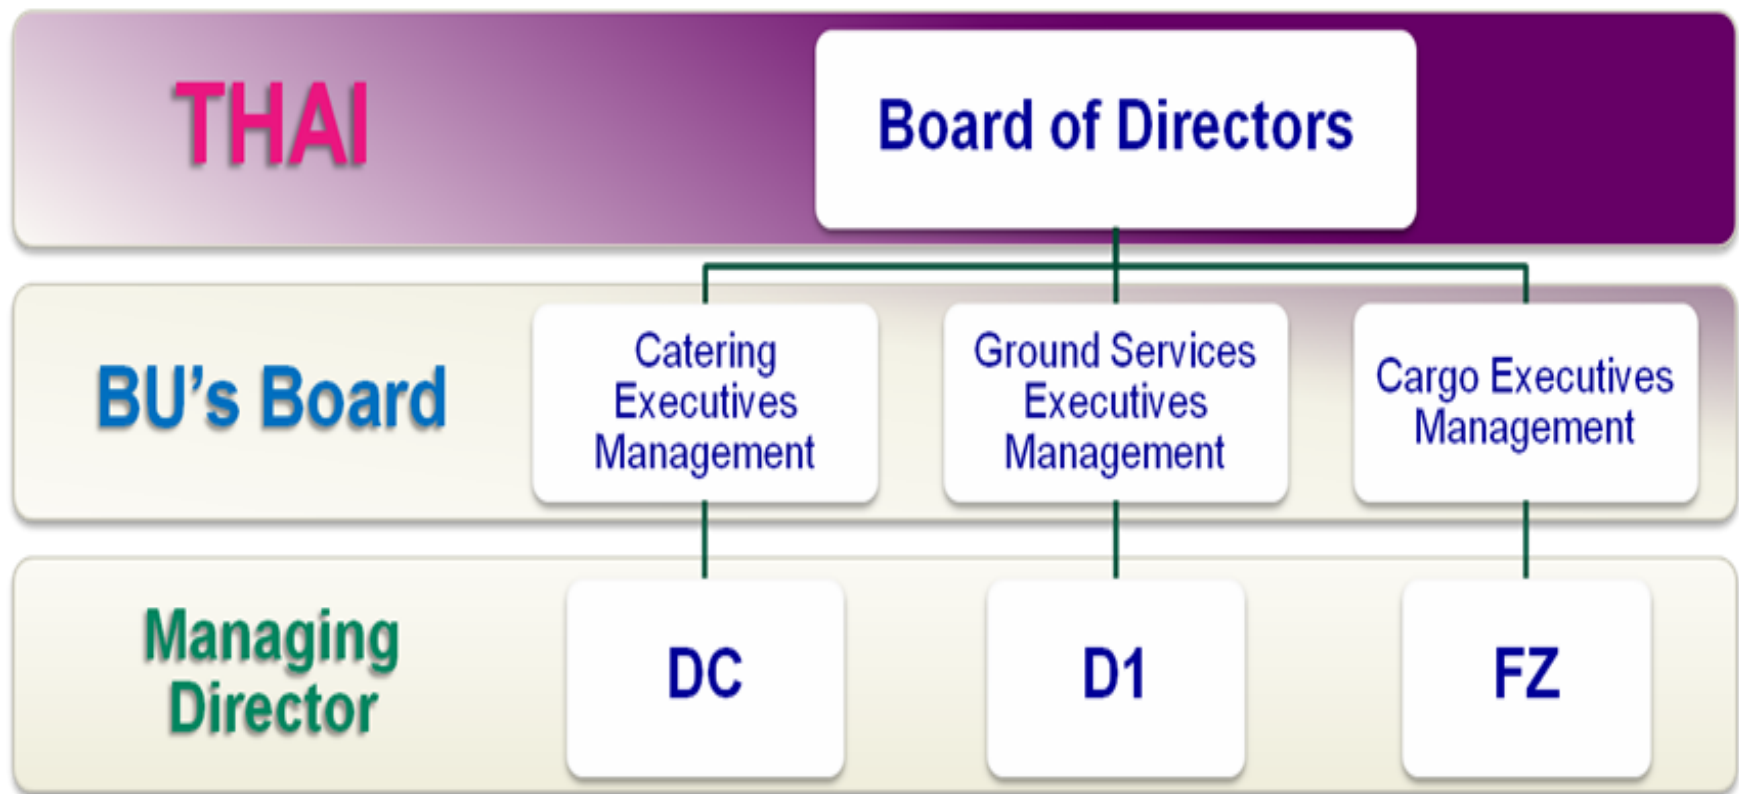 THAI
Board of Directors
BU’s Board
Catering
Executives
Management
Ground Services
Executives
Management
Cargo Executives
Management
Managing
Director
DC
D1
FZ